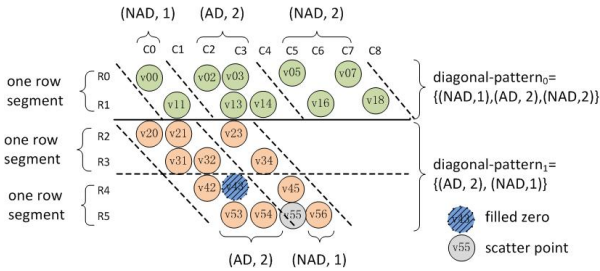 (NAD, 1) (AD, 2) (NAD, 2)
C0 C1 C2 C3 C4 C5 C6 C7 C8
one row segment
R0 v00 v02 v03 v05 v07
R1 v11 v13 v14 v16 v18
diagonal-pattern0=
{(NAD,1),(AD, 2),(NAD,2)}
one row segment
R2 v20 v21 v23
R3 v31 v32 v34
diagonal-pattern1=
{(AD, 2), (NAD,1)}
one row segment
R4 v42 v43 v45
R5 v53 v54 v55 v56
(AD, 2) (NAD, 1)
v43 filled zero
v55 scatter point